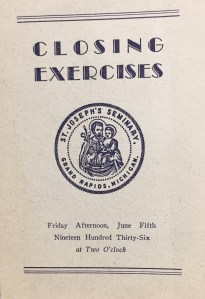 CLOSING
EXERCISES
ST. JOSEPH'S SEMINARY,
GRAND RAPIDS, MICHIGAN.
Friday Afternoon, June Fifth
Nineteen Hundred Thirty-Six
at Two O'clock